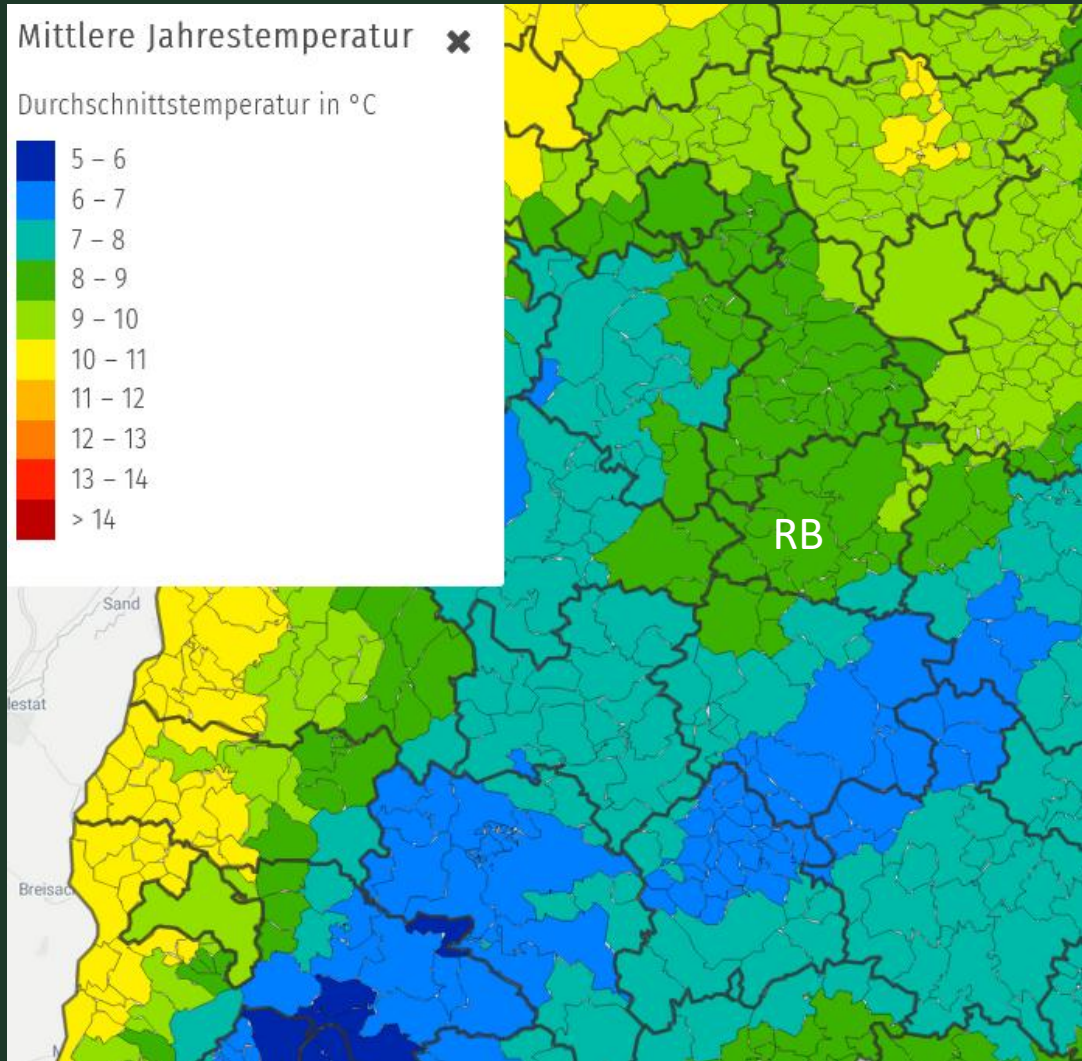 Mittlere Jahrestemperatur ✖
Durchschnittstemperatur in °C
5 – 6
6 – 7
7 – 8
8 – 9
9 – 10
10 – 11
11 – 12
12 – 13
13 – 14
> 14
RB
Sand
lestat
Breisac